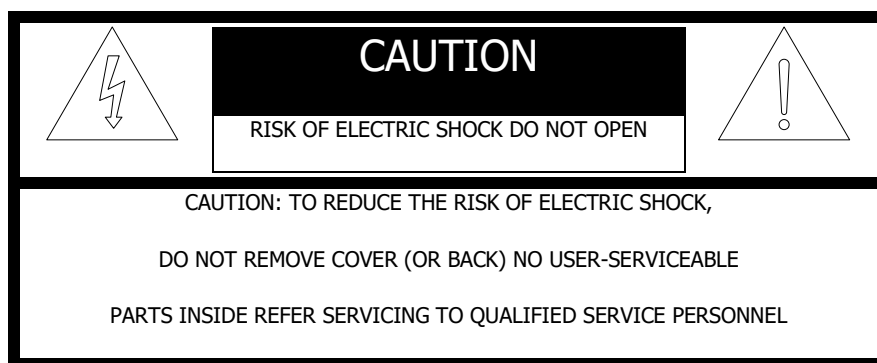 CAUTION
RISK OF ELECTRIC SHOCK DO NOT OPEN
CAUTION: TO REDUCE THE RISK OF ELECTRIC SHOCK,
DO NOT REMOVE COVER (OR BACK) NO USER-SERVICEABLE
PARTS INSIDE REFER SERVICING TO QUALIFIED SERVICE PERSONNEL